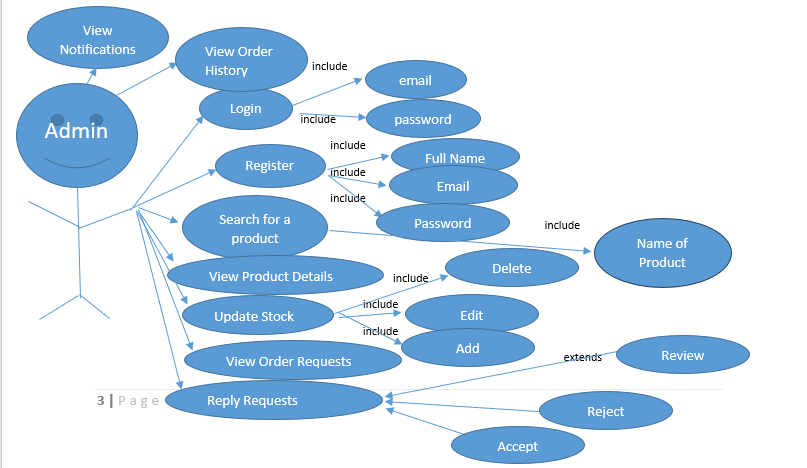 View
Notifications
View Order
History
include
email
Admin
Login
include
password
include
Full Name
Register
include
Email
include
Search for a
product
Password
include
Name of
Product
View Product Details
include
Delete
Update Stock
include
Edit
include
Add
View Order Requests
extends
Review
3 | Page
Reply Requests
Reject
Accept